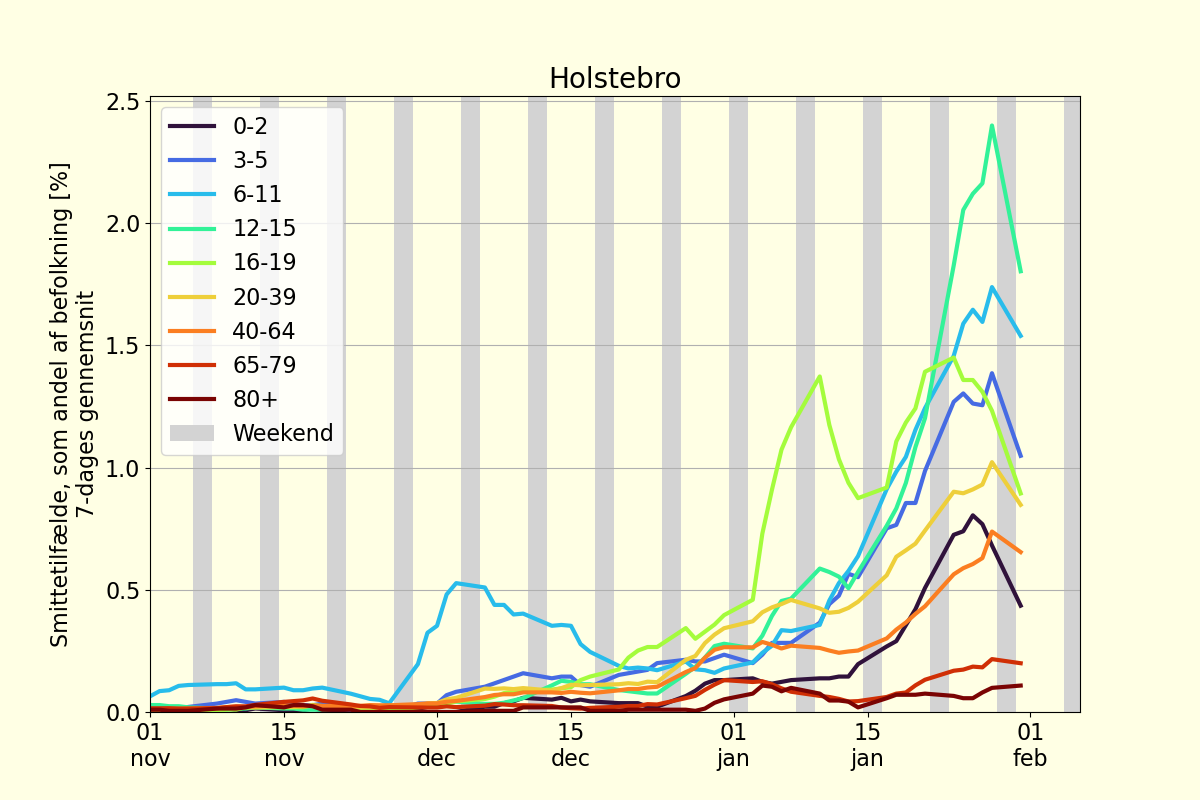 Holstebro
Smittetilfælde, som andel af befolkning [%]
7-dages gennemsnit
2.5
2.0
1.5
1.0
0.5
0.0
0-2
3-5
6-11
12-15
16-19
20-39
40-64
65-79
80+
Weekend
01 15 01 15 01 15 01
nov nov dec dec jan jan feb